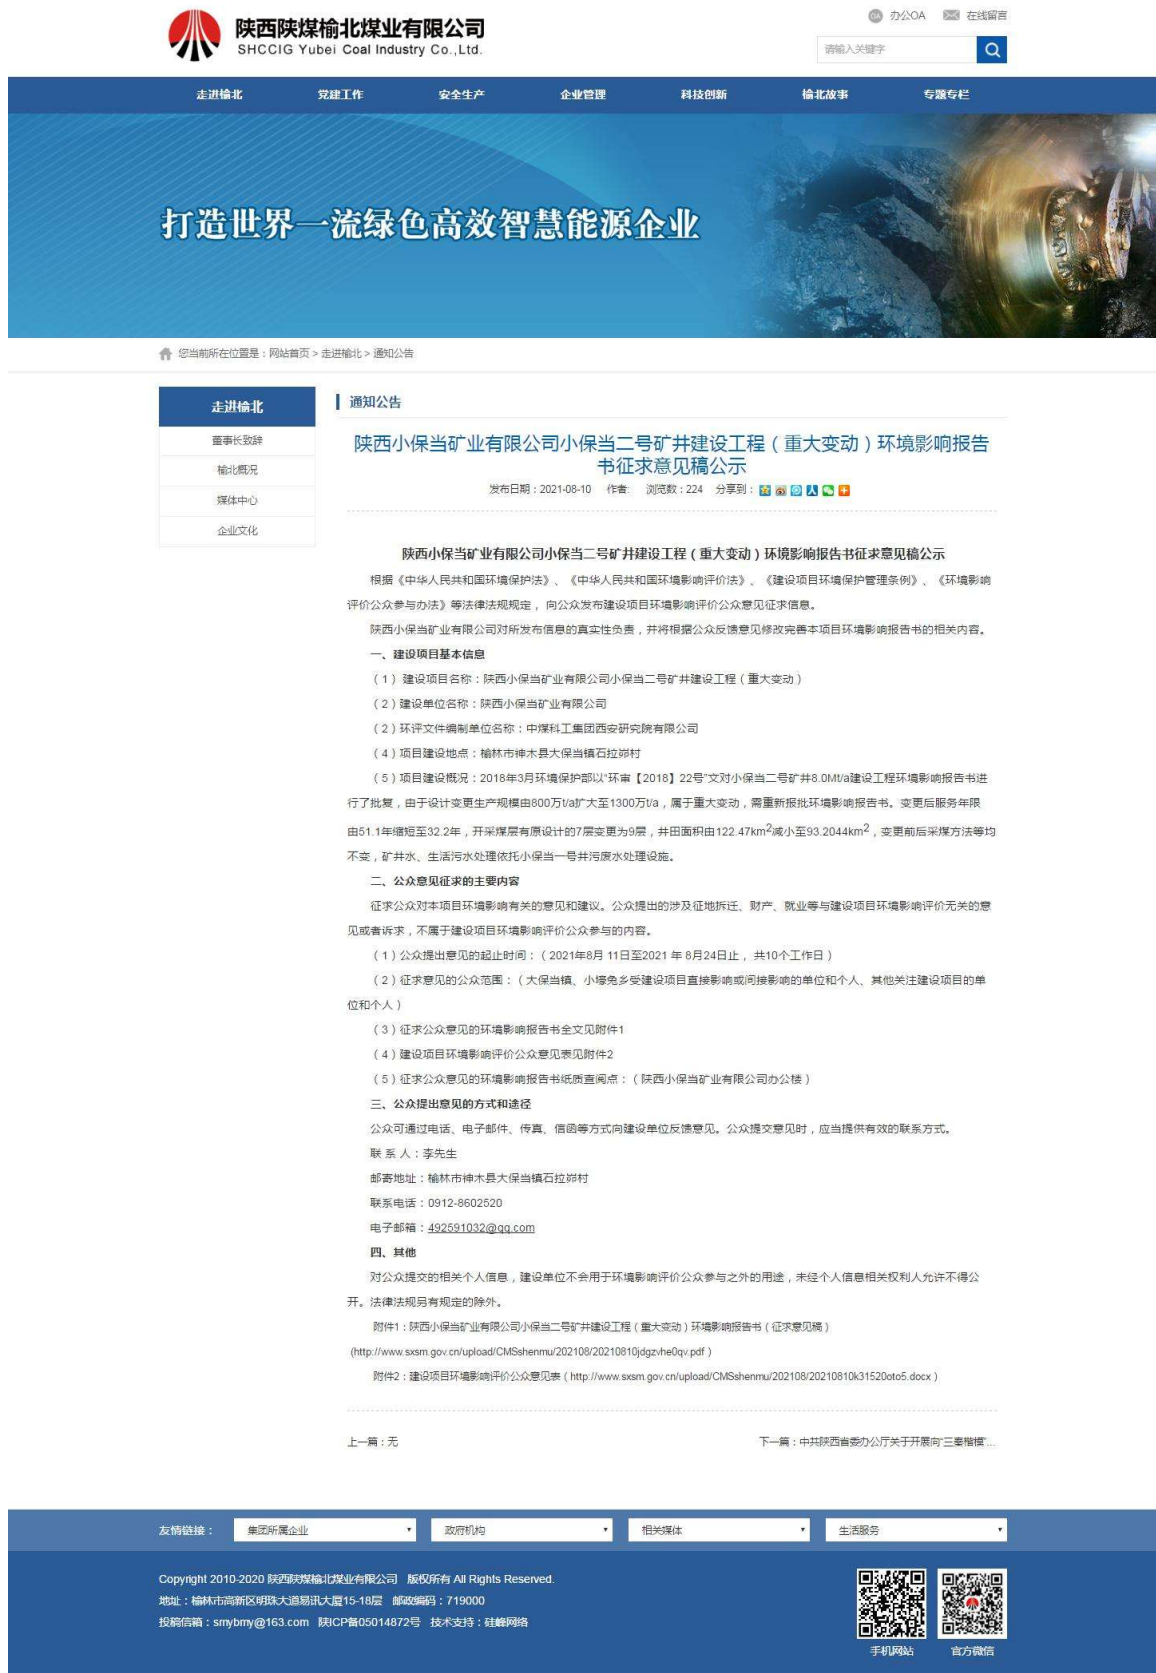 陕西陕煤榆北煤业有限公司
SHCCIG Yubei Coal Industry Co.,Ltd.
OA 办公OA 在线留言
请输入关键字
走进榆北 党建工作 安全生产 企业管理 科技创新 榆北故事 专题专栏
打造世界一流绿色高效智慧能源企业
您当前所在位置是：网站首页 > 走进榆北 > 通知公告
走进榆北
董事长致辞
榆北概况
媒体中心
企业文化
通知公告
陕西小保当矿业有限公司小保当二号矿井建设工程（重大变动）环境影响报告
书征求意见稿公示
发布日期：2021-08-10 作者: 浏览数：224 分享到：
陕西小保当矿业有限公司小保当二号矿井建设工程（重大变动）环境影响报告书征求意见稿公示
根据《中华人民共和国环境保护法》、《中华人民共和国环境影响评价法》、《建设项目环境保护管理条例》、《环境影响
评价公众参与办法》等法律法规规定，向公众发布建设项目环境影响评价公众意见征求信息。
陕西小保当矿业有限公司对所发布信息的真实性负责，并将根据公众反馈意见修改完善本项目环境影响报告书的相关内容。
一、建设项目基本信息
（1）建设项目名称：陕西小保当矿业有限公司小保当二号矿井建设工程（重大变动）
（2）建设单位名称：陕西小保当矿业有限公司
（2）环评文件编制单位名称：中煤科工集团西安研究院有限公司
（4）项目建设地点：榆林市神木县大保当镇石拉峁村
（5）项目建设概况：2018年3月环境保护部以“环审【2018】22号”文对小保当二号矿井8.0Mt/a建设工程环境影响报告书进
行了批复，由于设计变更生产规模由800万t/a扩大至1300万t/a，属于重大变动，需重新报批环境影响报告书。变更后服务年限
由51.1年缩短至32.2年，开采煤层有原设计的7层变更为9层，井田面积由122.47km²减小至93.2044km²，变更前后采煤方法等均
不变，矿井水、生活污水处理依托小保当一号井污废水处理设施。
二、公众意见征求的主要内容
征求公众对本项目环境影响有关的意见和建议。公众提出的涉及征地拆迁、财产、就业等与建设项目环境影响评价无关的意
见或者诉求，不属于建设项目环境影响评价公众参与的内容。
（1）公众提出意见的起止时间：（2021年8月 11日至2021 年 8月24日止， 共10个工作日）
（2）征求意见的公众范围：（大保当镇、小壕兔乡受建设项目直接影响或间接影响的单位和个人、其他关注建设项目的单
位和个人）
（3）征求公众意见的环境影响报告书全文见附件1
（4）建设项目环境影响评价公众意见表见附件2
（5）征求公众意见的环境影响报告书纸质查阅点：（陕西小保当矿业有限公司办公楼）
三、公众提出意见的方式和途径
公众可通过电话、电子邮件、传真、信函等方式向建设单位反馈意见。公众提交意见时，应当提供有效的联系方式。
联 系 人：李先生
邮寄地址：榆林市神木县大保当镇石拉峁村
联系电话：0912-8602520
电子邮箱：492591032@qq.com
四、其他
对公众提交的相关个人信息，建设单位不会用于环境影响评价公众参与之外的用途，未经个人信息相关权利人允许不得公
开。法律法规另有规定的除外。
附件1：陕西小保当矿业有限公司小保当二号矿井建设工程（重大变动）环境影响报告书（征求意见稿）
(http://www.sxsm.gov.cn/upload/CMSshenmu/202108/20210810jdgzvhe0qv.pdf )
附件2：建设项目环境影响评价公众意见表（http://www.sxsm.gov.cn/upload/CMSshenmu/202108/20210810k31520oto5.docx ）
上一篇：无 下一篇：中共陕西省委办公厅关于开展向“三秦楷模”...
友情链接： 集团所属企业 政府机构 相关媒体 生活服务
Copyright 2010-2020 陕西陕煤榆北煤业有限公司 版权所有 All Rights Reserved.
地址：榆林市高新区明珠大道易讯大厦15-18层 邮政编码：719000
投稿信箱：smybmy@163.com 陕ICP备05014872号 技术支持：硅峰网络
手机网站 官方微信